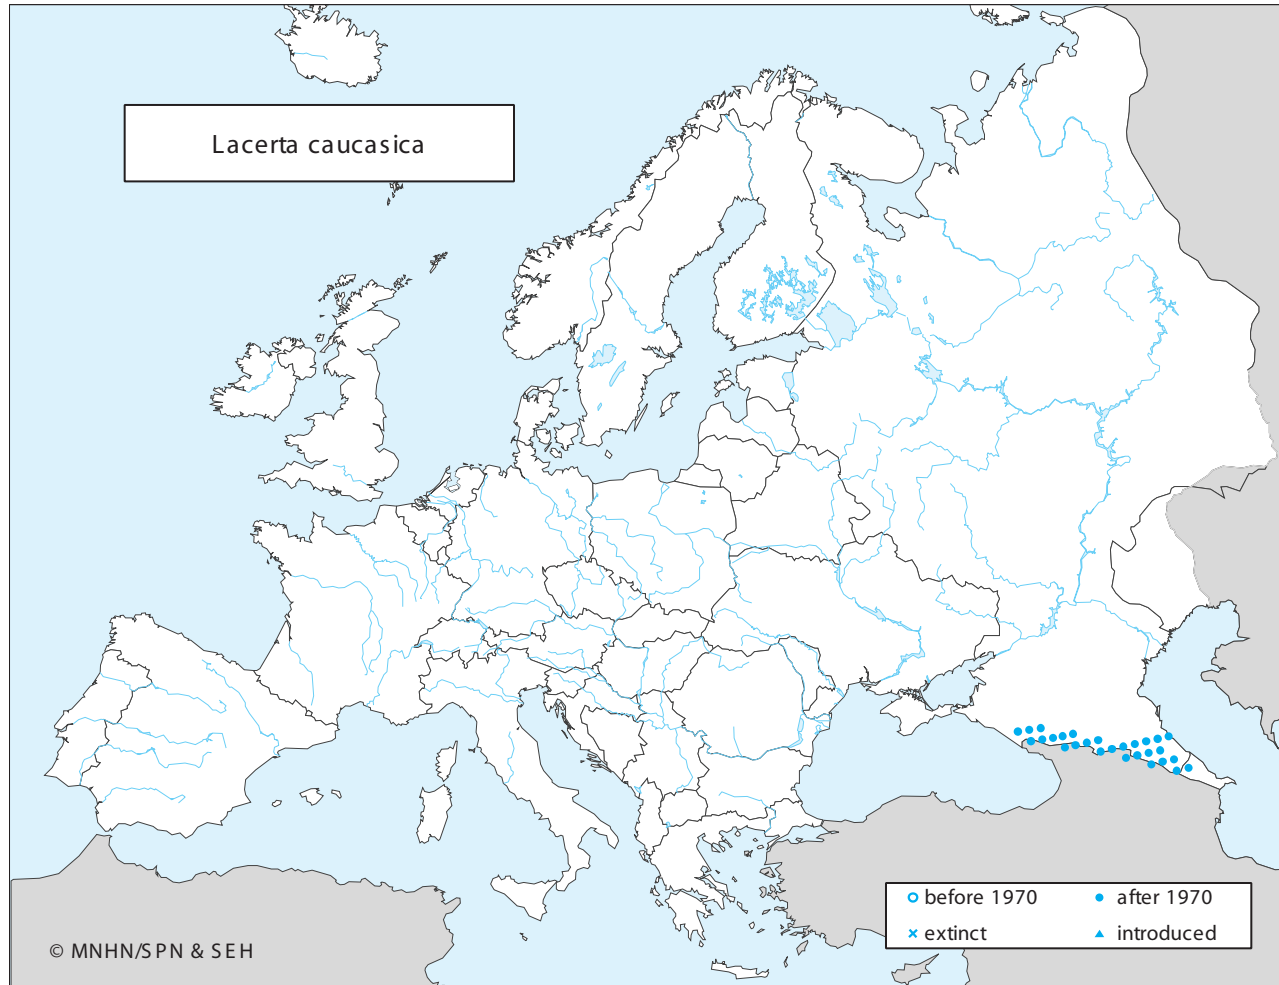 Lacerta caucasica
before 1970
after 1970
extinct
introduced
© MNHN/SPN & SEH